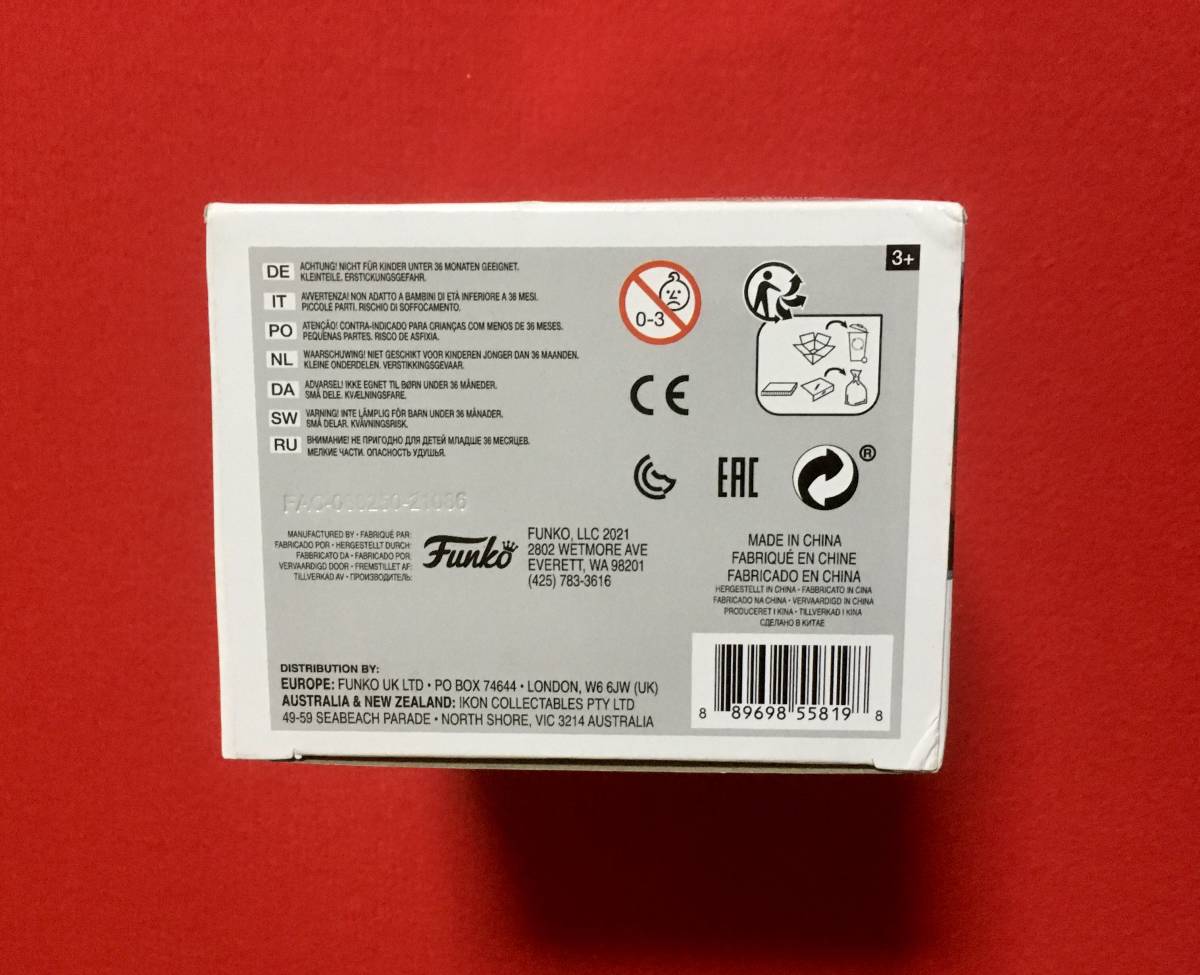 3+
DE ACHTUNG! NICHT FÜR KINDER UNTER 36 MONATEN GEEIGNET.
KLEINTEILE. ERSTICKUNGSGEFAHR.
IT AVVERTENZA! NON ADATTO A BAMBINI DI ETÀ INFERIORE A 36 MESI.
PICCOLE PARTI. RISCHIO DI SOFFOCAMENTO.
PO ATENÇÃO! CONTRA-INDICADO PARA CRIANÇAS COM MENOS DE 36 MESES.
PEQUENAS PARTES. RISCO DE ASFIXIA.
NL WAARSCHUWING! NIET GESCHIKT VOOR KINDEREN JONGER DAN 36 MAANDEN.
KLEINE ONDERDELEN. VERSTIKKINGSGEVAAR.
DA ADVARSEL! IKKE EGNET TIL BØRN UNDER 36 MÅNEDER.
SMÅ DELE. KVÆLNINGSFARE.
SW VARNING! INTE LÄMPLIG FÖR BARN UNDER 36 MÅNADER.
SMÅ DELAR. KVÄVNINGSRISK.
RU ВНИМАНИЕ! НЕ ПРИГОДНО ДЛЯ ДЕТЕЙ МЛАДШЕ 36 МЕСЯЦЕВ.
МЕЛКИЕ ЧАСТИ. ОПАСНОСТЬ УДУШЬЯ.
0-3
CE
EAC
®
MANUFACTURED BY • FABRIQUÉ PAR:
FABRICADO POR • HERGESTELLT DURCH:
FABBRICATO DA • FABRICADO POR:
VERVAARDIGD DOOR • FREMSTILLET AF:
TILLVERKAD AV • ПРОИЗВОДИТЕЛЬ:
Funko
FUNKO, LLC 2021
2802 WETMORE AVE
EVERETT, WA 98201
(425) 783-3616
MADE IN CHINA
FABRIQUÉ EN CHINE
FABRICADO EN CHINA
HERGESTELLT IN CHINA • FABBRICATO IN CINA
FABRICADO NA CHINA • VERVAARDIGD IN CHINA
PRODUCERET I KINA • TILLVERKAD I KINA
СДЕЛАНО В КИТАЕ
DISTRIBUTION BY:
EUROPE: FUNKO UK LTD • PO BOX 74644 • LONDON, W6 6JW (UK)
AUSTRALIA & NEW ZEALAND: IKON COLLECTABLES PTY LTD
49-59 SEABEACH PARADE • NORTH SHORE, VIC 3214 AUSTRALIA
8 89698 55819 8